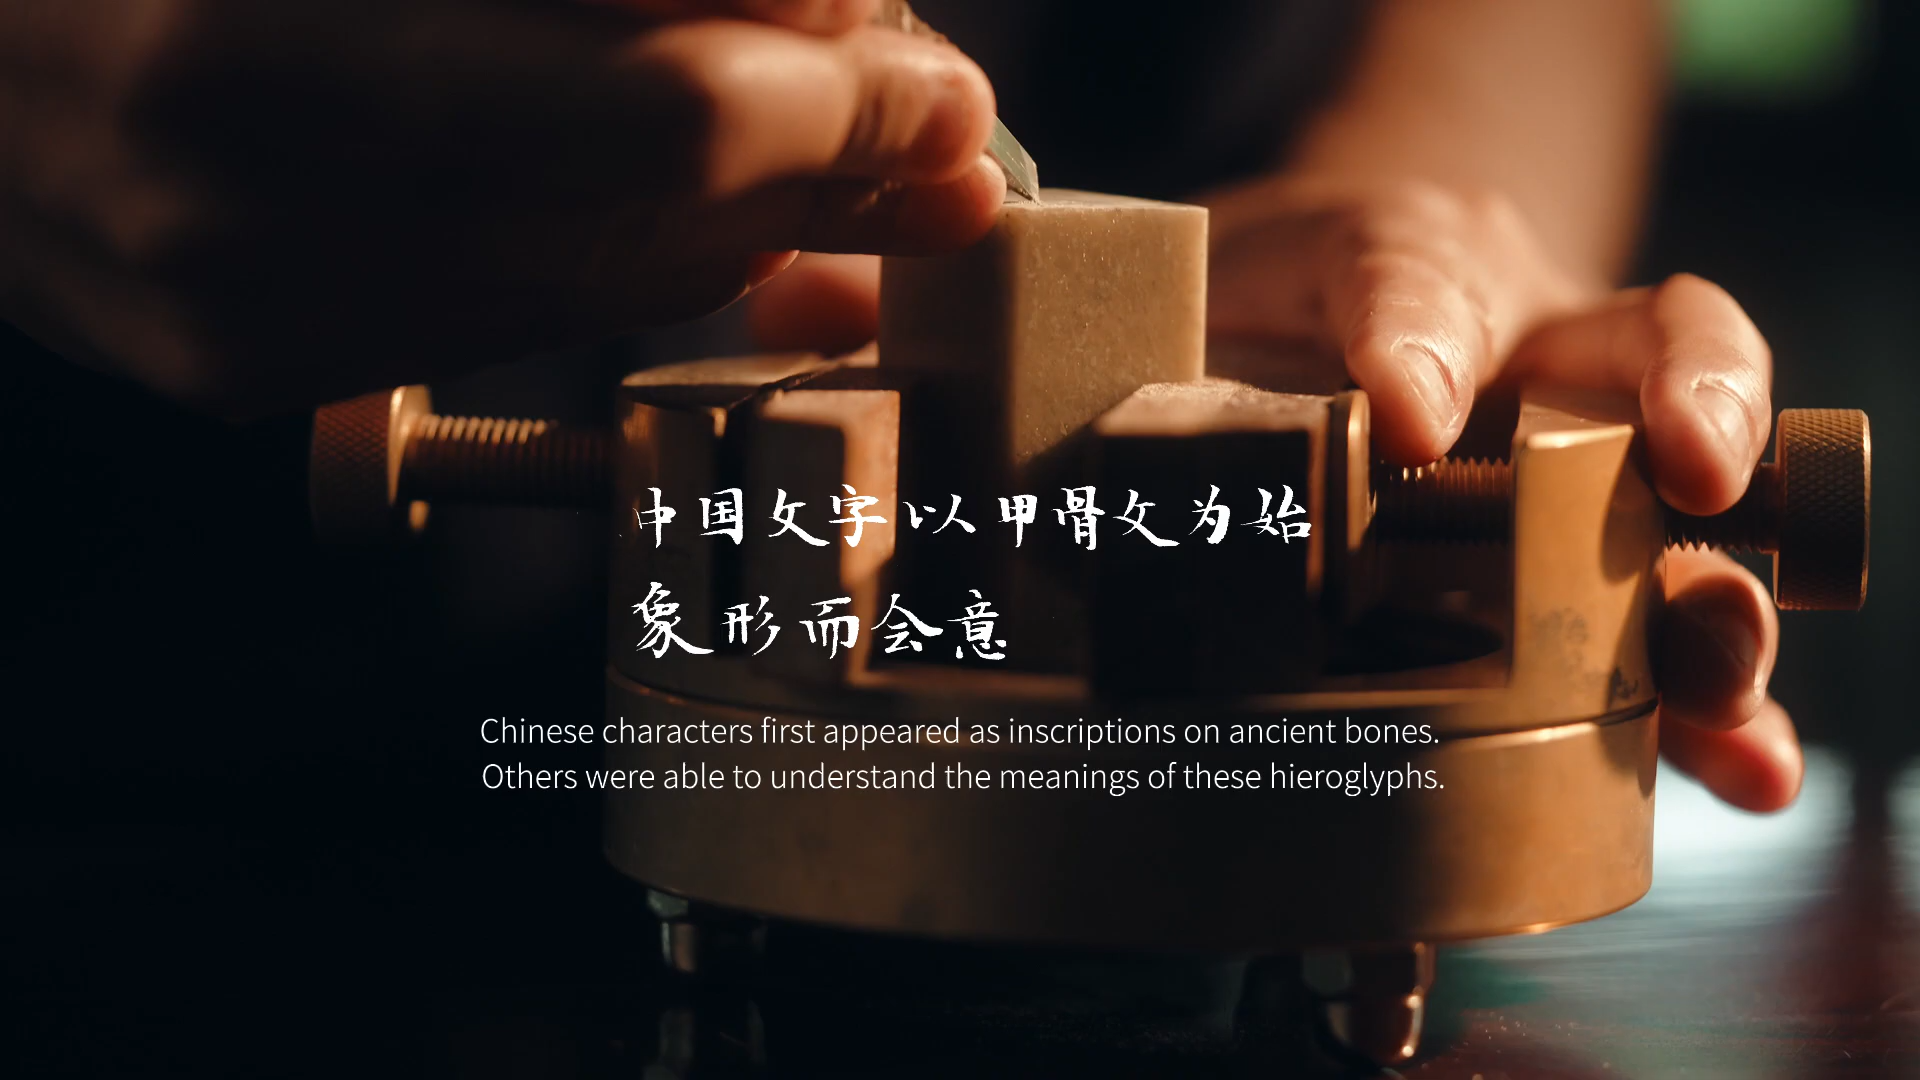 中国文字以甲骨文为始
象形而会意
Chinese characters first appeared as inscriptions on ancient bones.
Others were able to understand the meanings of these hieroglyphs.